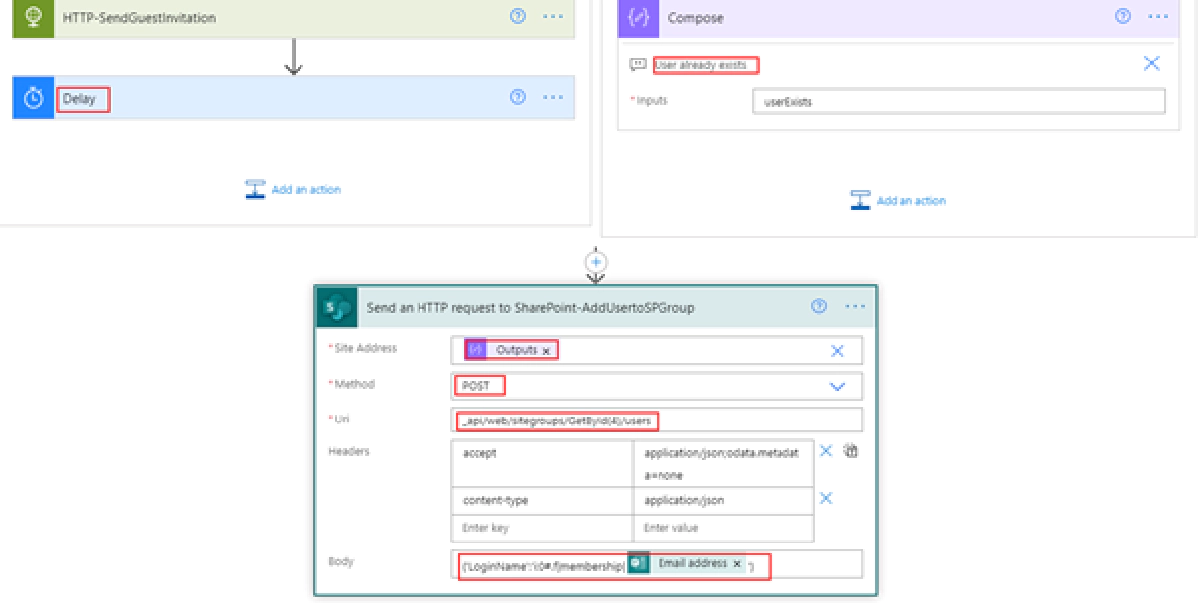 HTTP-SendGuestInvitation
Delay
Add an action
Compose
User already exists
* Inputs
userExists
Add an action
Send an HTTP request to SharePoint-AddUsertoSPGroup
* Site Address
Outputs
* Method
POST
* Uri
_api/web/sitegroups/GetById(4)/users
Headers
accept
application/json;odata.metadat
a=none
content-type
application/json
Enter key
Enter value
Body
{'LoginName':'i:0#.f|membership| Email address '}